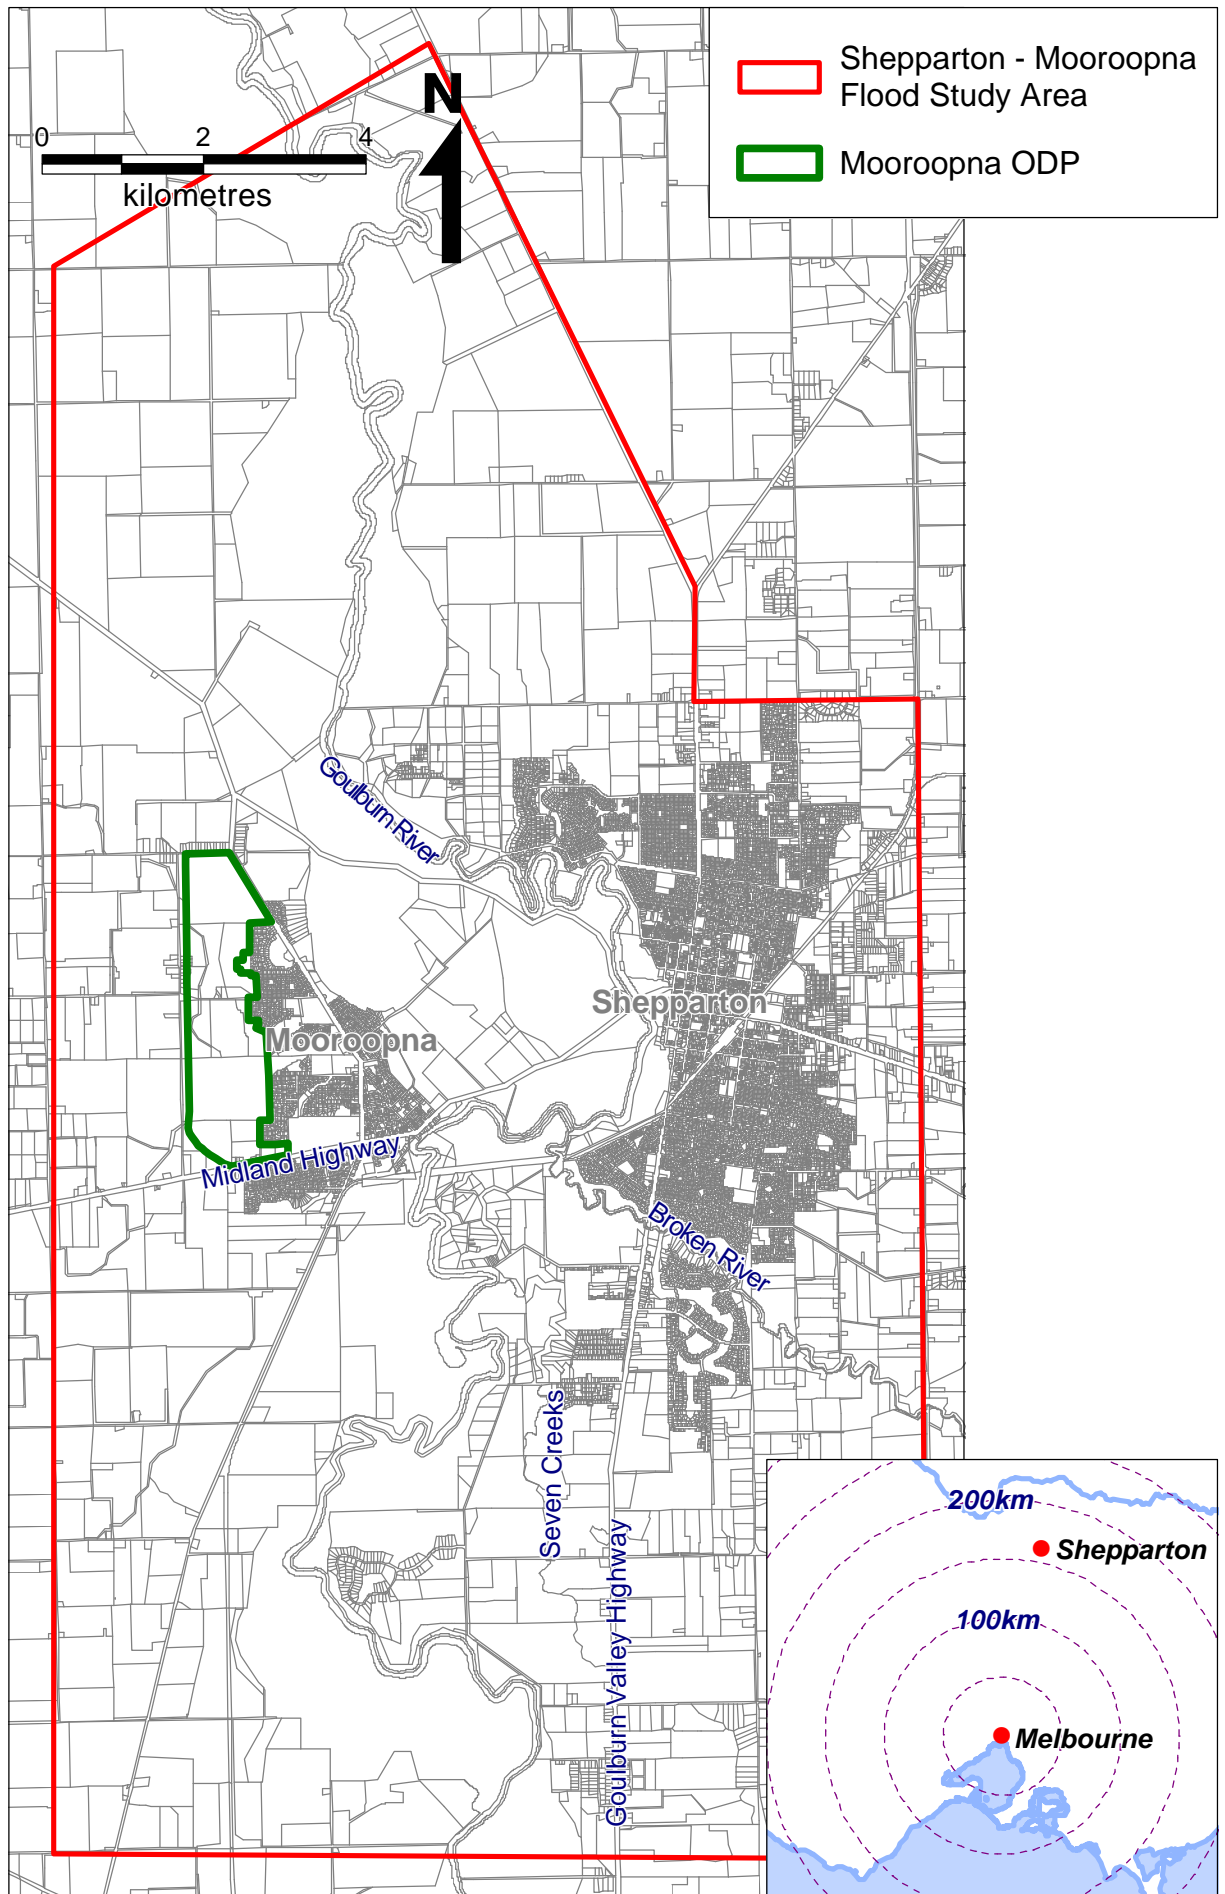 Shepparton - Mooroopna
Flood Study Area
Mooroopna ODP
N
0 2 4
kilometres
Goulburn River
Shepparton
Mooroopna
Midland Highway
Broken River
Seven Creeks
Goulburn Valley Highway
200km
Shepparton
100km
Melbourne